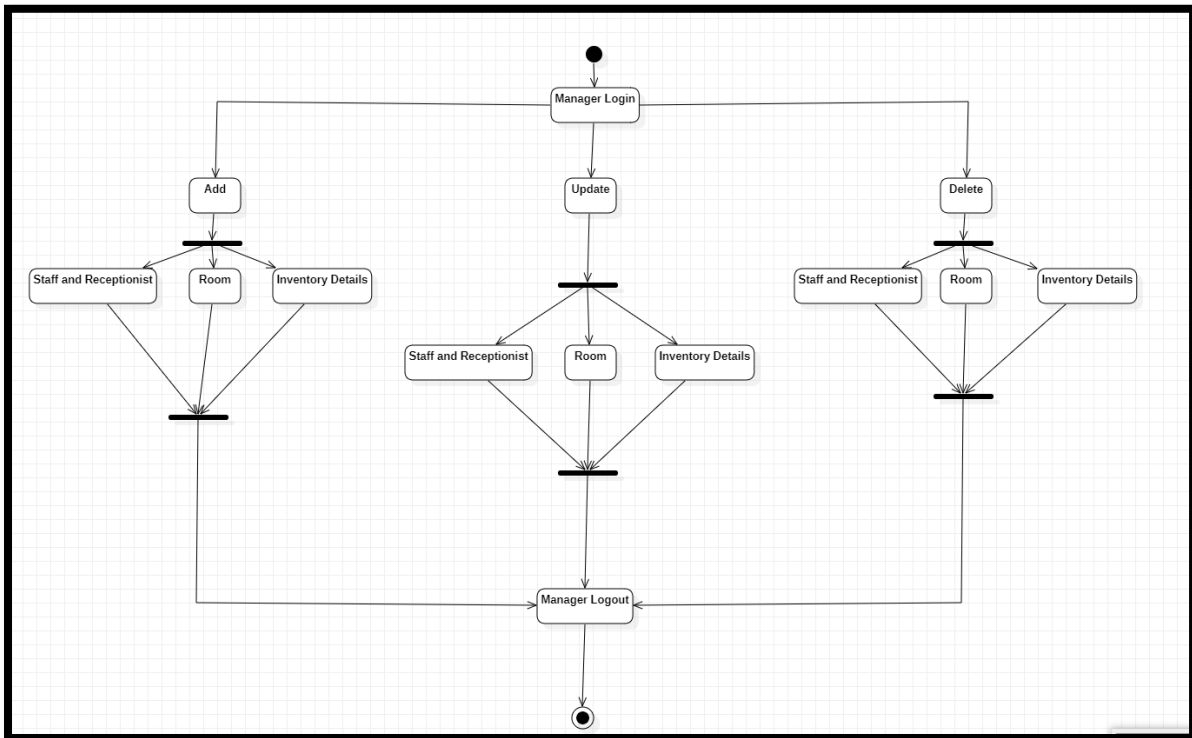 Manager Login
Add
Update
Delete
Staff and Receptionist
Room
Inventory Details
Staff and Receptionist
Room
Inventory Details
Staff and Receptionist
Room
Inventory Details
Manager Logout